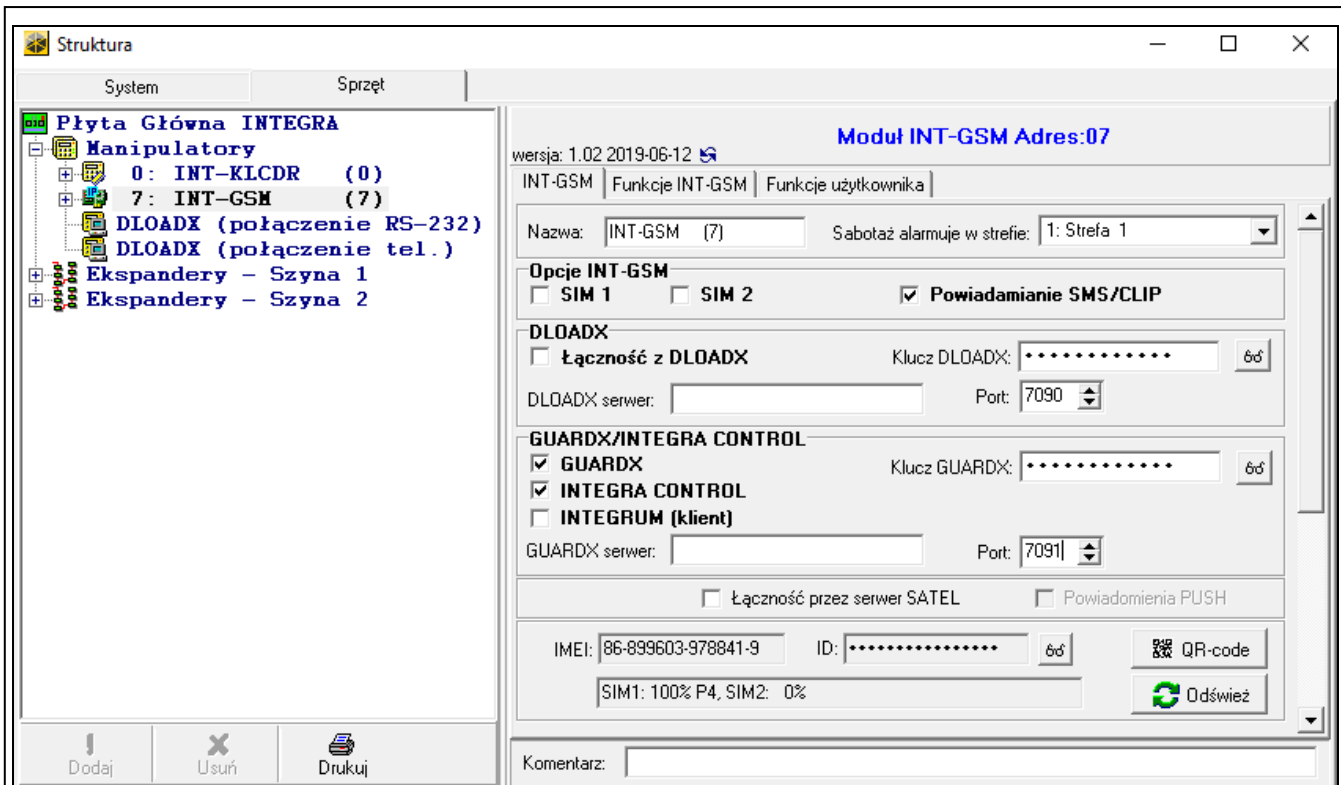 Struktura
System Sprzęt
Płyta Główna INTEGRA
Manipulatory
0: INT-KLCDR (0)
7: INT-GSM (7)
DLOADX (połączenie RS-232)
DLOADX (połączenie tel.)
Ekspandery - Szyna 1
Ekspandery - Szyna 2
Dodaj Usuń Drukuj
Moduł INT-GSM Adres:07
wersja: 1.02 2019-06-12
INT-GSM Funkcje INT-GSM Funkcje użytkownika
Nazwa: INT-GSM (7) Sabotaż alarmuje w strefie: 1: Strefa 1
Opcje INT-GSM
SIM 1 SIM 2 Powiadamianie SMS/CLIP
DLOADX
Łączność z DLOADX Klucz DLOADX: ••••••••••••
DLOADX serwer: Port: 7090
GUARDX/INTEGRA CONTROL
GUARDX Klucz GUARDX: ••••••••••••
INTEGRA CONTROL
INTEGRUM (klient)
GUARDX serwer: Port: 7091
Łączność przez serwer SATEL Powiadomienia PUSH
IMEI: 86-899603-978841-9 ID: •••••••••••••••• QR-code
SIM1: 100% P4, SIM2: 0% Odśwież
Komentarz: